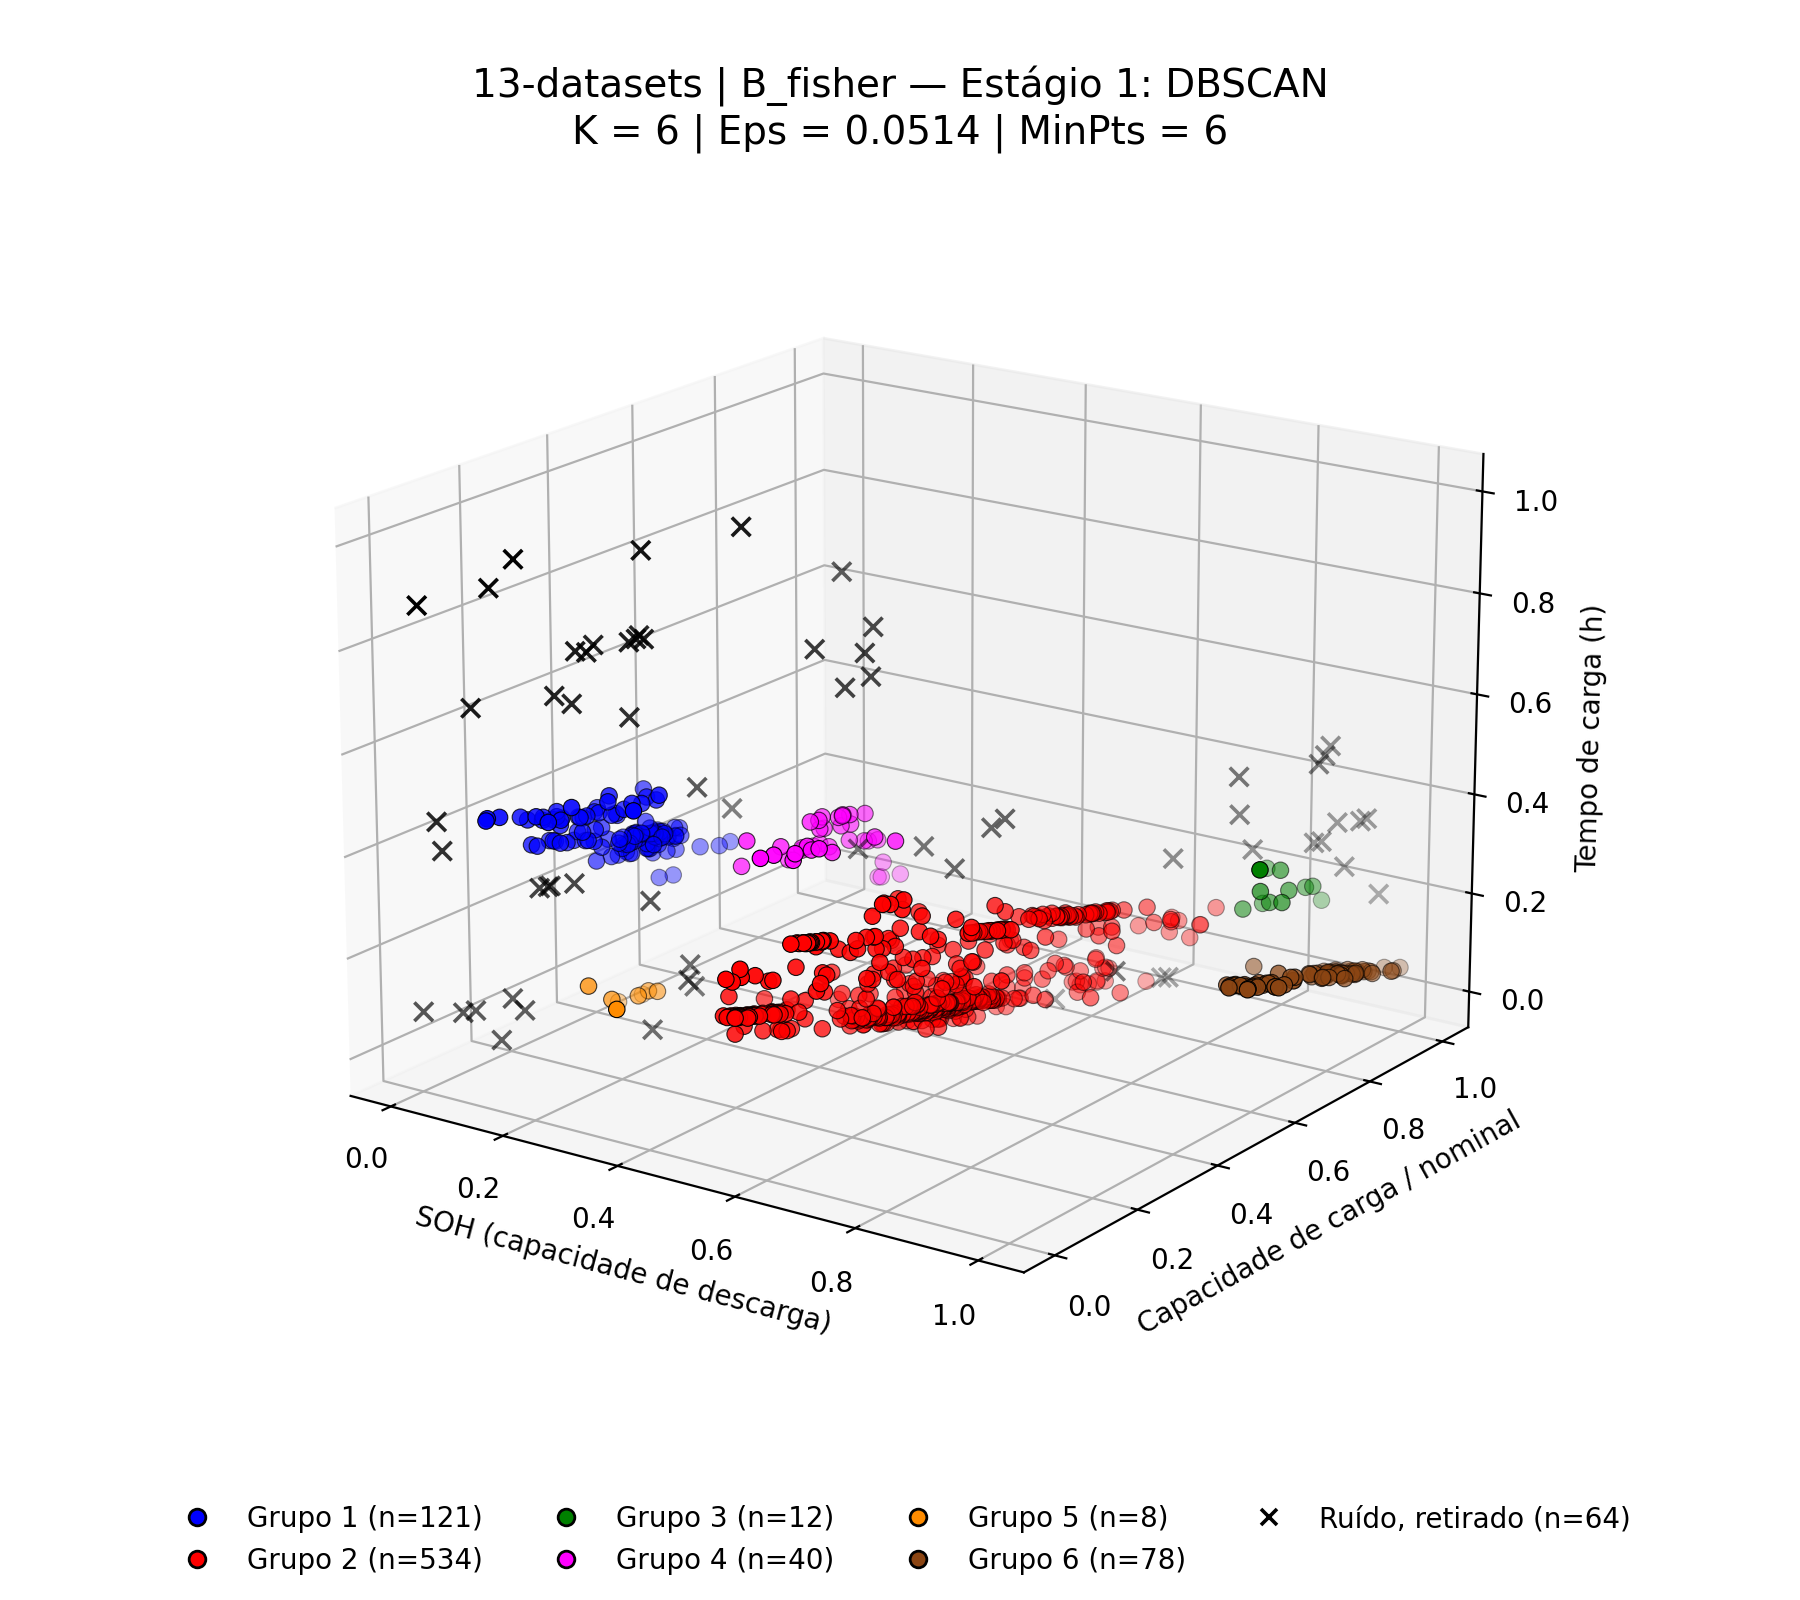 13-datasets | B_fisher — Estágio 1: DBSCAN
K = 6 | Eps = 0.0514 | MinPts = 6
1.0
0.8
0.6
0.4
0.2
0.0
Tempo de carga (h)
0.0
0.2
0.4
0.6
0.8
1.0
SOH (capacidade de descarga)
0.0
0.2
0.4
0.6
0.8
1.0
Capacidade de carga / nominal
Grupo 1 (n=121)
Grupo 2 (n=534)
Grupo 3 (n=12)
Grupo 4 (n=40)
Grupo 5 (n=8)
Grupo 6 (n=78)
Ruído, retirado (n=64)